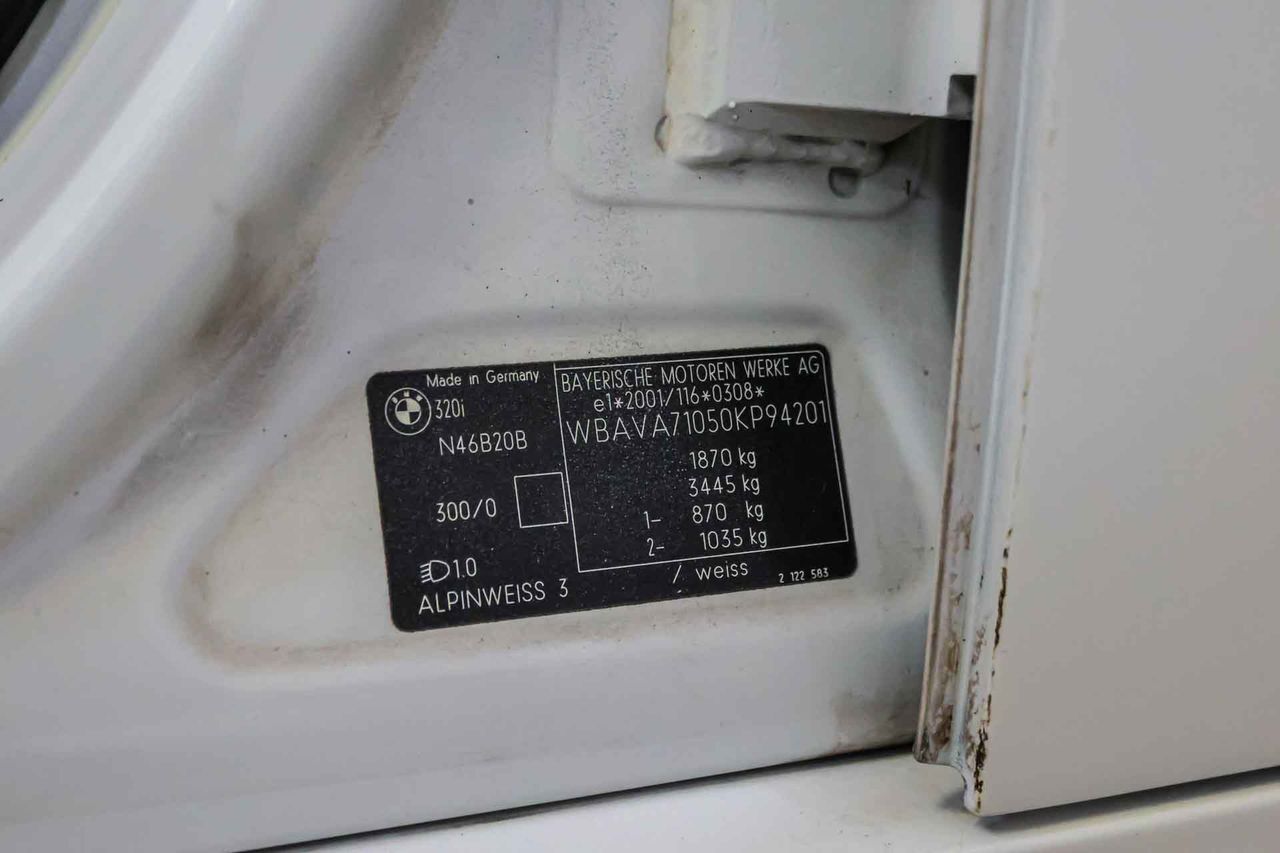 Made in Germany
BMW
320i
N46B20B
300/0
1.0
ALPINWEISS 3 / weiss
BAYERISCHE MOTOREN WERKE AG
e1*2001/116*0308*
WBAVA71050KP94201
1870 kg
3445 kg
1- 870 kg
2- 1035 kg
2 122 583